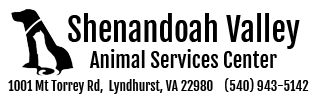 Shenandoah Valley
Animal Services Center
1001 Mt Torrey Rd, Lyndhurst, VA 22980 (540) 943-5142